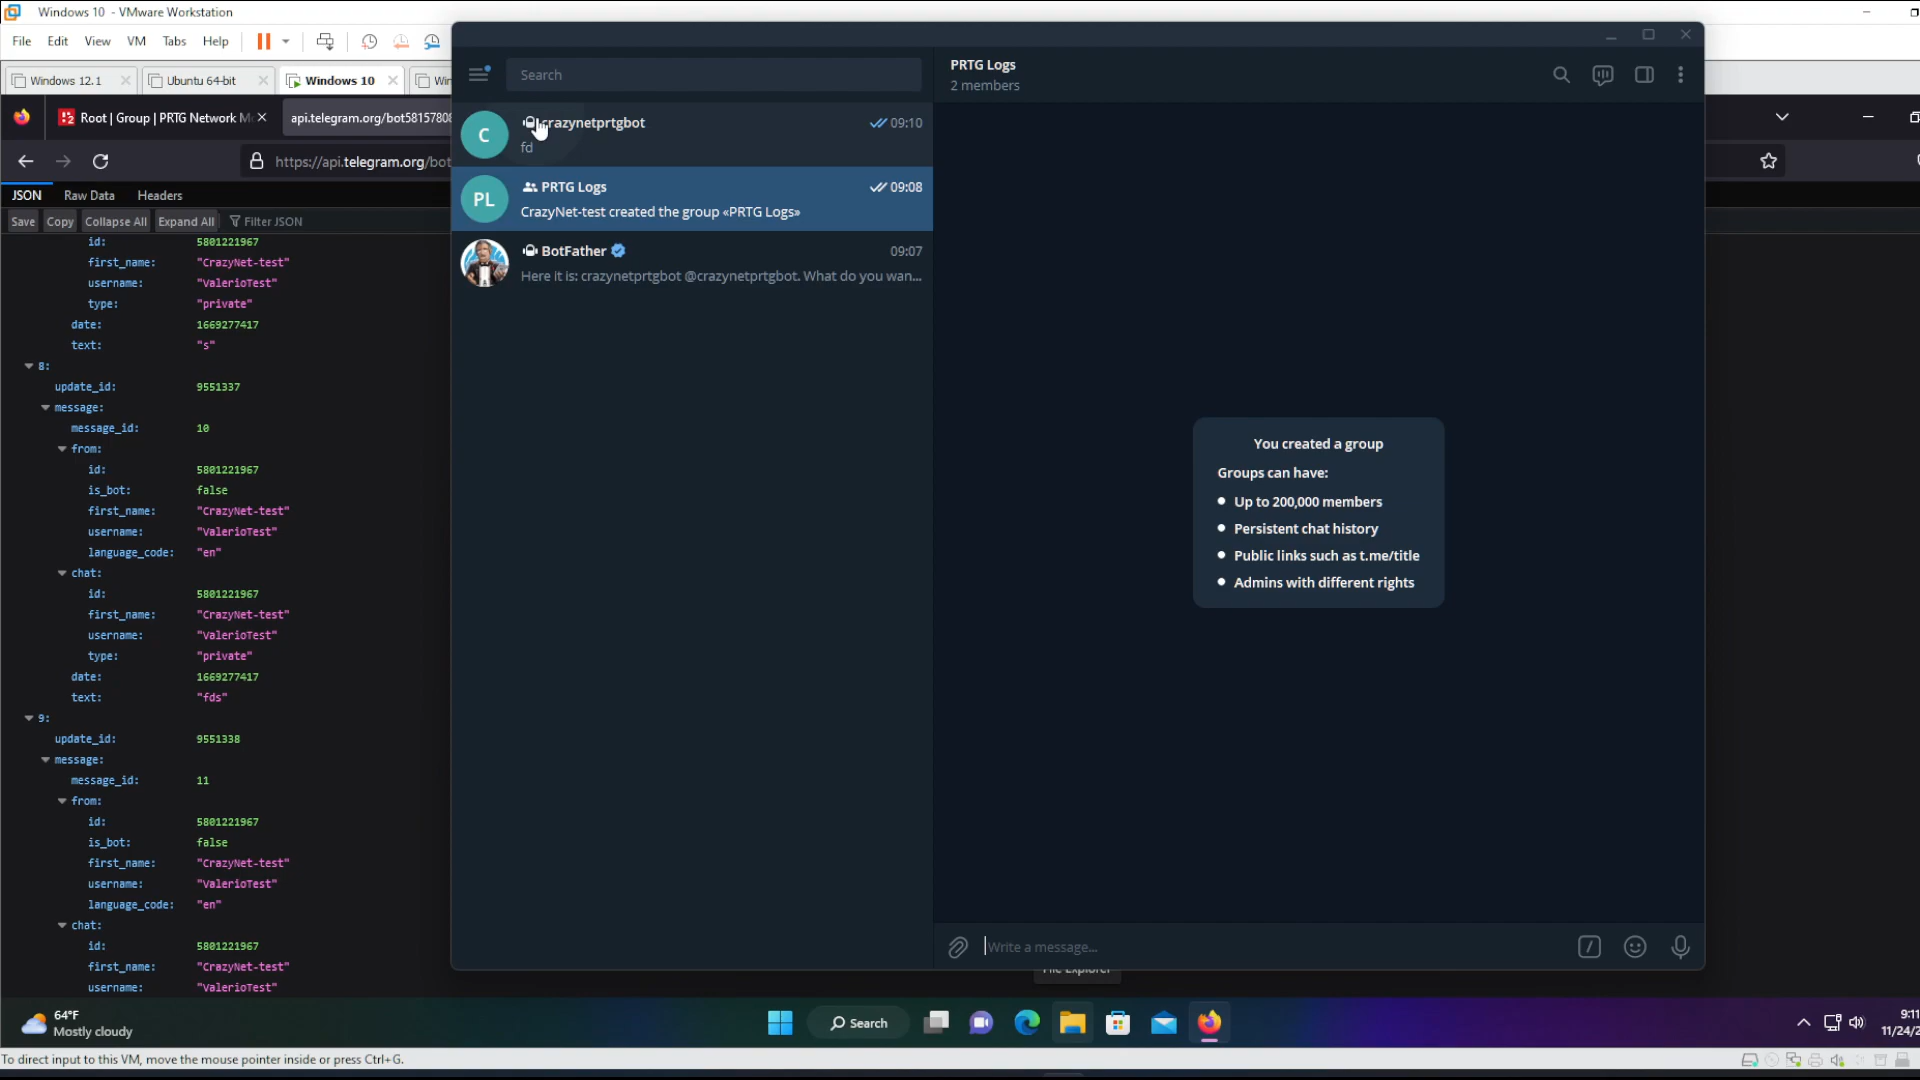 Windows 10 - VMware Workstation
File Edit View VM Tabs Help
Windows 12.1 Ubuntu 64-bit Windows 10
Root | Group | PRTG Network M api.telegram.org/bot5815780
https://api.telegram.org/bot
JSON Raw Data Headers
Save Copy Collapse All Expand All Filter JSON
id: 5801221967
first_name: "CrazyNet-test"
username: "ValerioTest"
type: "private"
date: 1669277417
text: "s"
8:
update_id: 9551337
message:
message_id: 10
from:
id: 5801221967
is_bot: false
first_name: "CrazyNet-test"
username: "ValerioTest"
language_code: "en"
chat:
id: 5801221967
first_name: "CrazyNet-test"
username: "ValerioTest"
type: "private"
date: 1669277417
text: "fds"
9:
update_id: 9551338
message:
message_id: 11
from:
id: 5801221967
is_bot: false
first_name: "CrazyNet-test"
username: "ValerioTest"
language_code: "en"
chat:
id: 5801221967
first_name: "CrazyNet-test"
username: "ValerioTest"
Search
C
crazynetprtgbot 09:10
fd
PL
PRTG Logs 09:08
CrazyNet-test created the group «PRTG Logs»
BotFather 09:07
Here it is: crazynetprtgbot @crazynetprtgbot. What do you wan...
PRTG Logs
2 members
You created a group
Groups can have:
Up to 200,000 members
Persistent chat history
Public links such as t.me/title
Admins with different rights
Write a message...
File Explorer
64°F
Mostly cloudy
Search
9:11
11/24/2
To direct input to this VM, move the mouse pointer inside or press Ctrl+G.